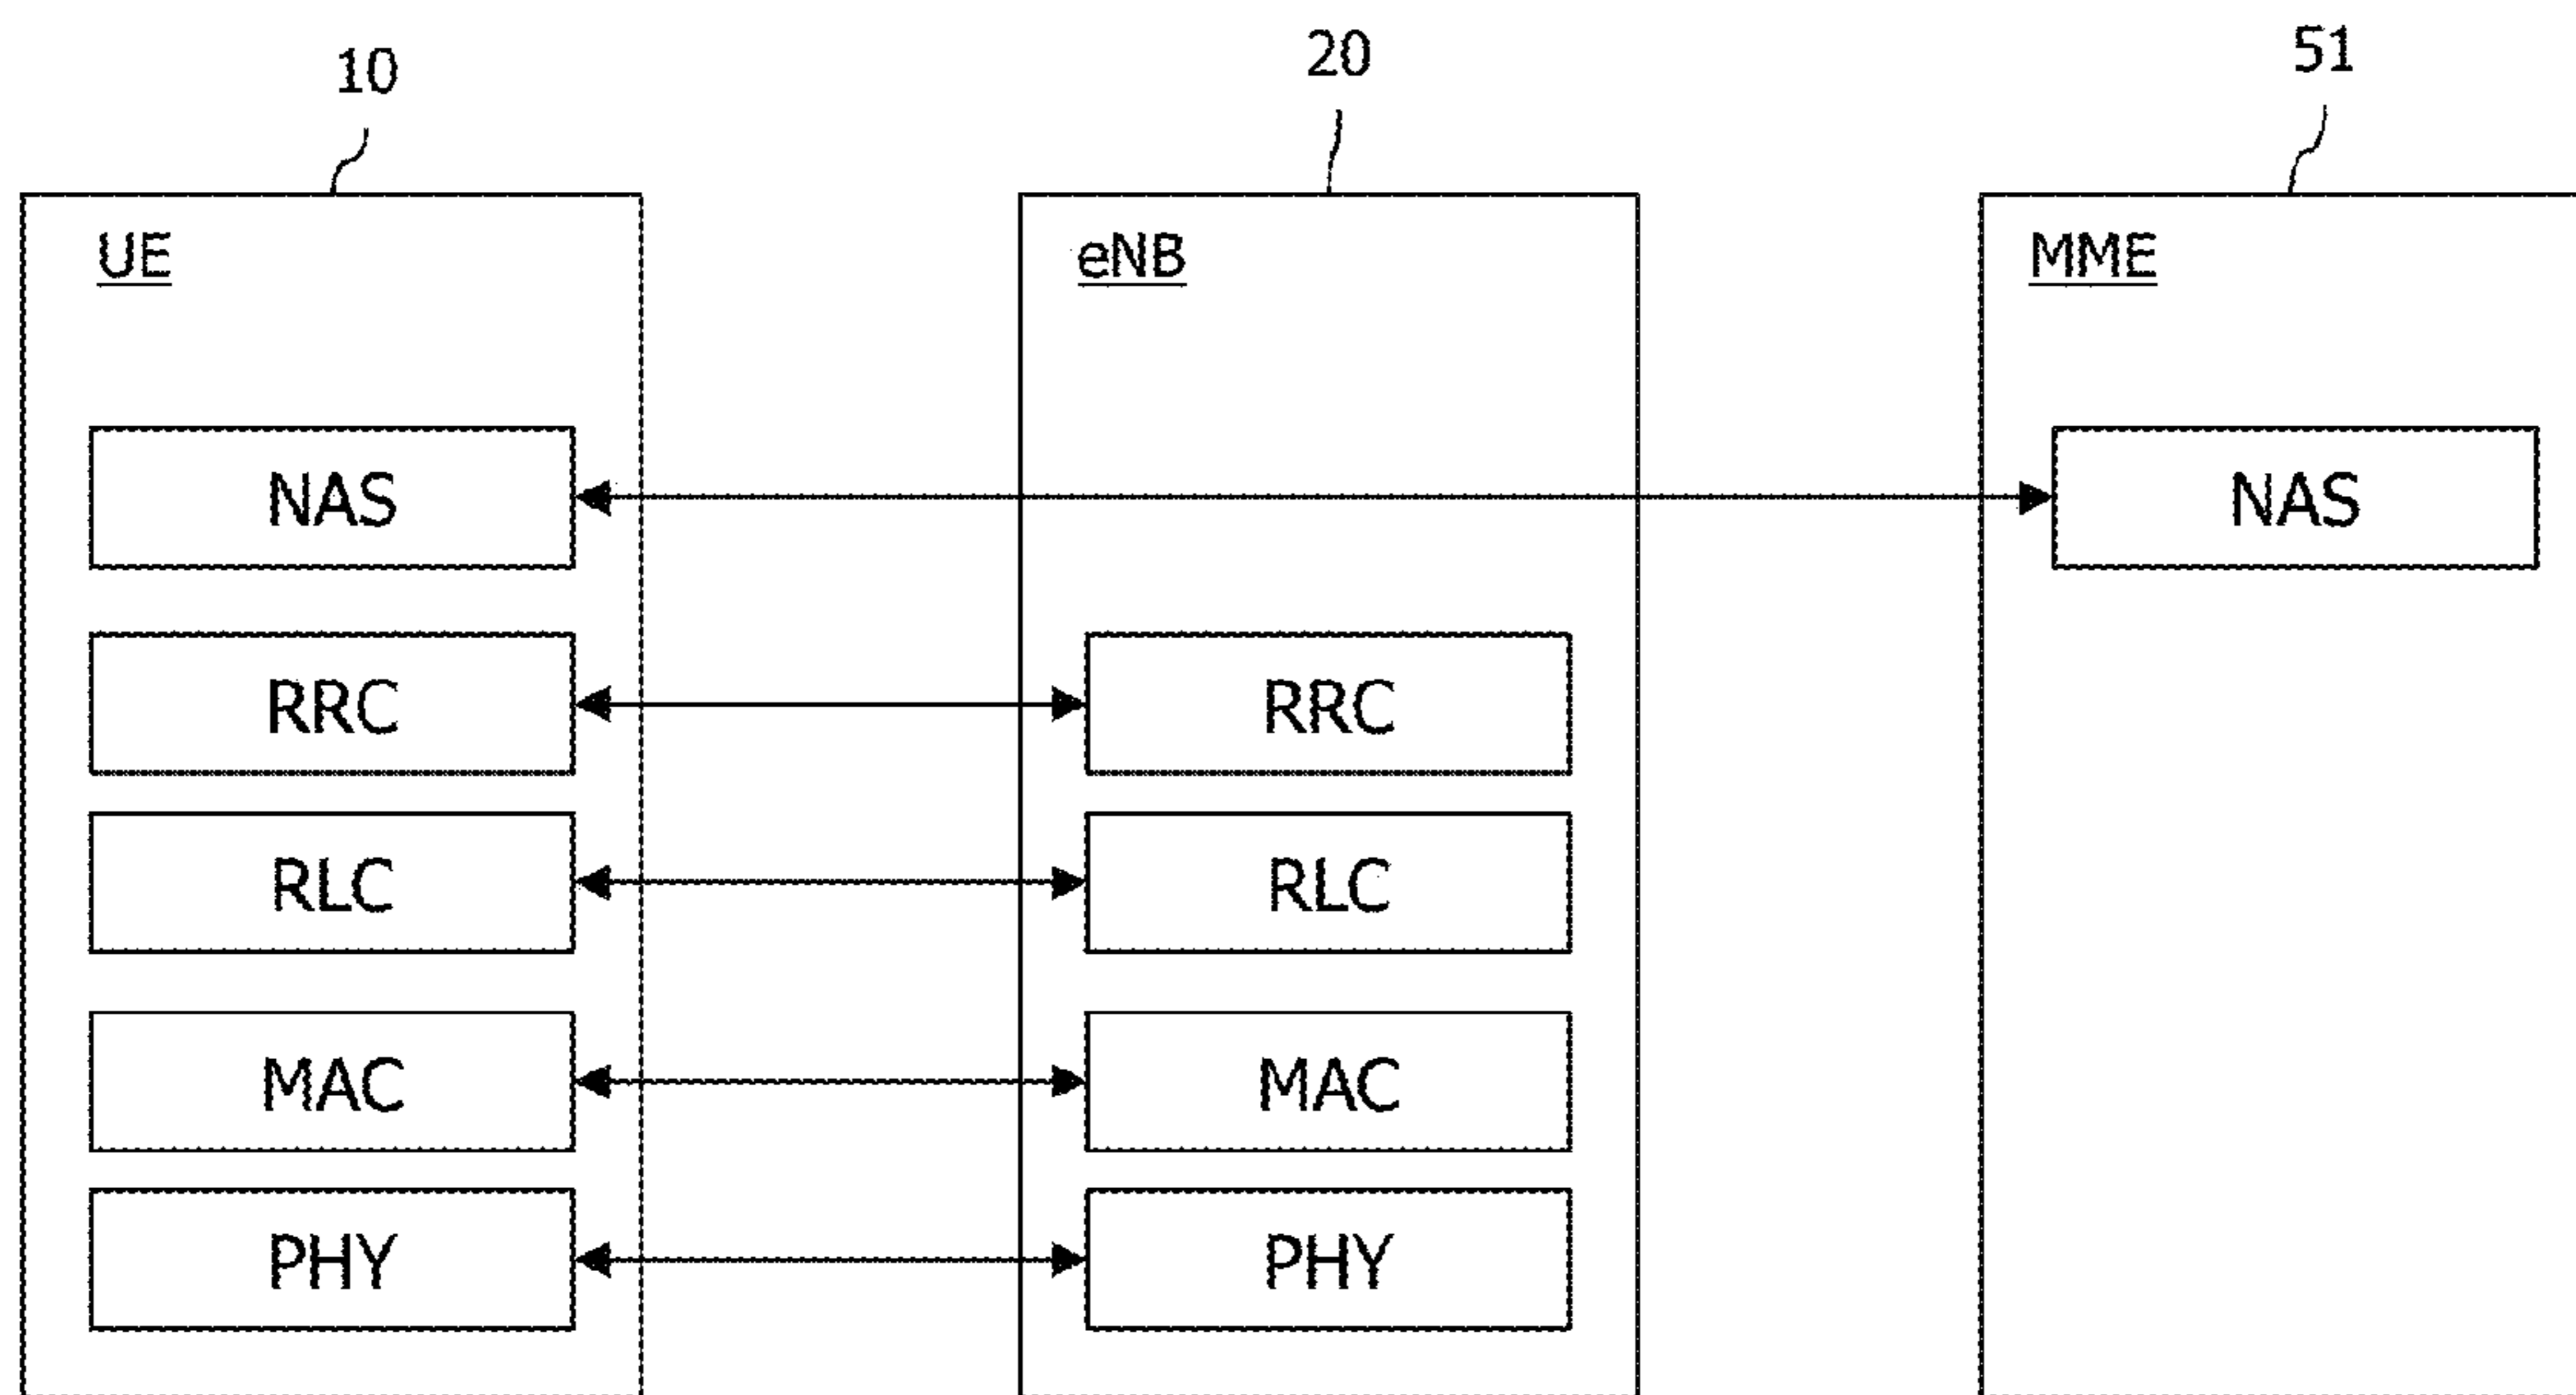 10 20 51
UE eNB MME
NAS NAS
RRC RRC
RLC RLC
MAC MAC
PHY PHY